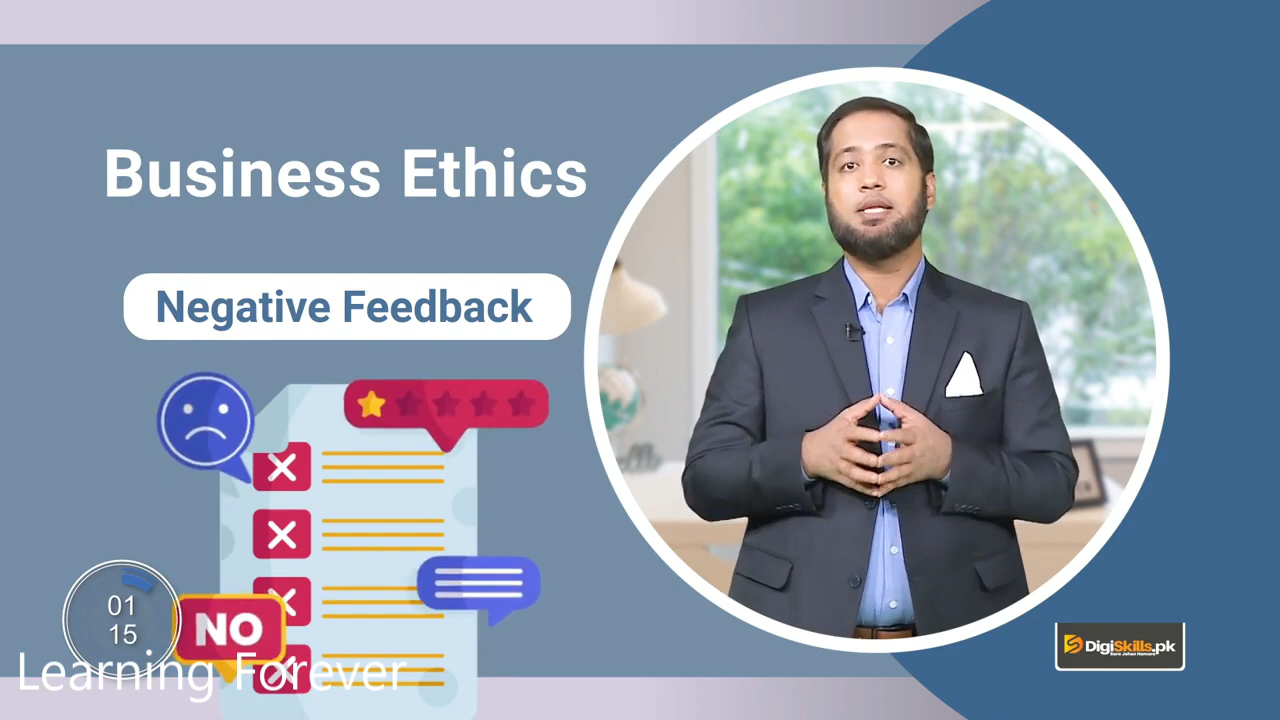 Business Ethics
Negative Feedback
NO
01
15
Learning Forever
DigiSkills.pk